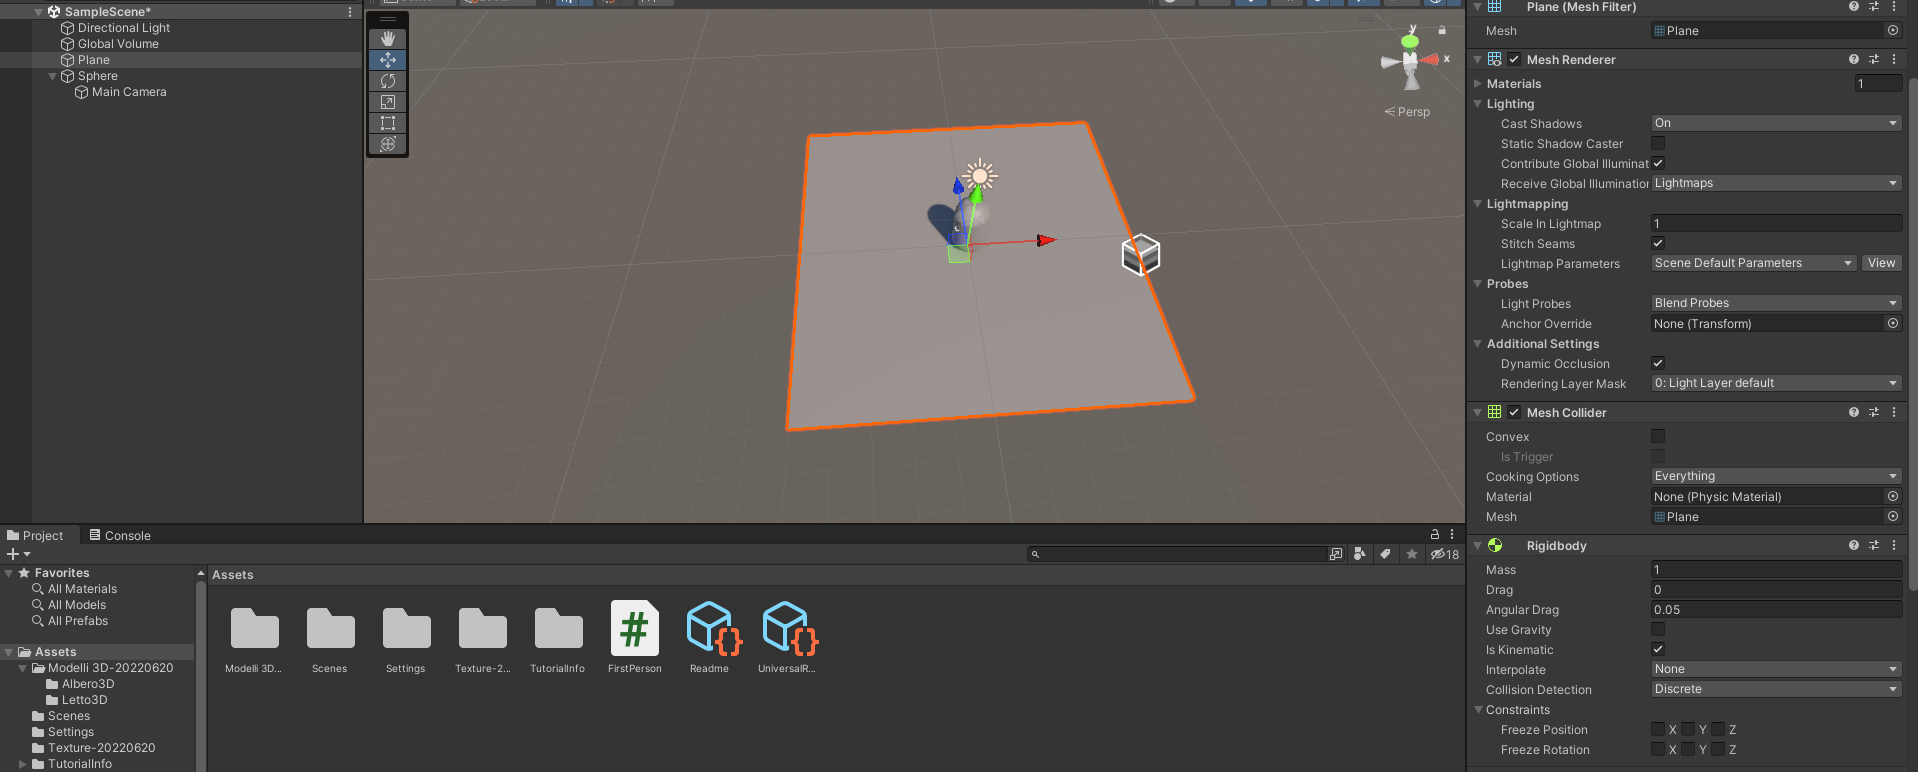 SampleScene*
Directional Light
Global Volume
Plane
Sphere
Main Camera
y
x
Persp
Plane (Mesh Filter)
Mesh Plane
Mesh Renderer
Materials 1
Lighting
Cast Shadows On
Static Shadow Caster
Contribute Global Illuminat
Receive Global Illumination Lightmaps
Lightmapping
Scale In Lightmap 1
Stitch Seams
Lightmap Parameters Scene Default Parameters View
Probes
Light Probes Blend Probes
Anchor Override None (Transform)
Additional Settings
Dynamic Occlusion
Rendering Layer Mask 0: Light Layer default
Mesh Collider
Convex
Is Trigger
Cooking Options Everything
Material None (Physic Material)
Mesh Plane
Rigidbody
Mass 1
Drag 0
Angular Drag 0.05
Use Gravity
Is Kinematic
Interpolate None
Collision Detection Discrete
Constraints
Freeze Position X Y Z
Freeze Rotation X Y Z
Project Console
18
Favorites
All Materials
All Models
All Prefabs
Assets
Modelli 3D-20220620
Albero3D
Letto3D
Scenes
Settings
Texture-20220620
TutorialInfo
Assets
Modelli 3D... Scenes Settings Texture-2... TutorialInfo FirstPerson Readme UniversalR...